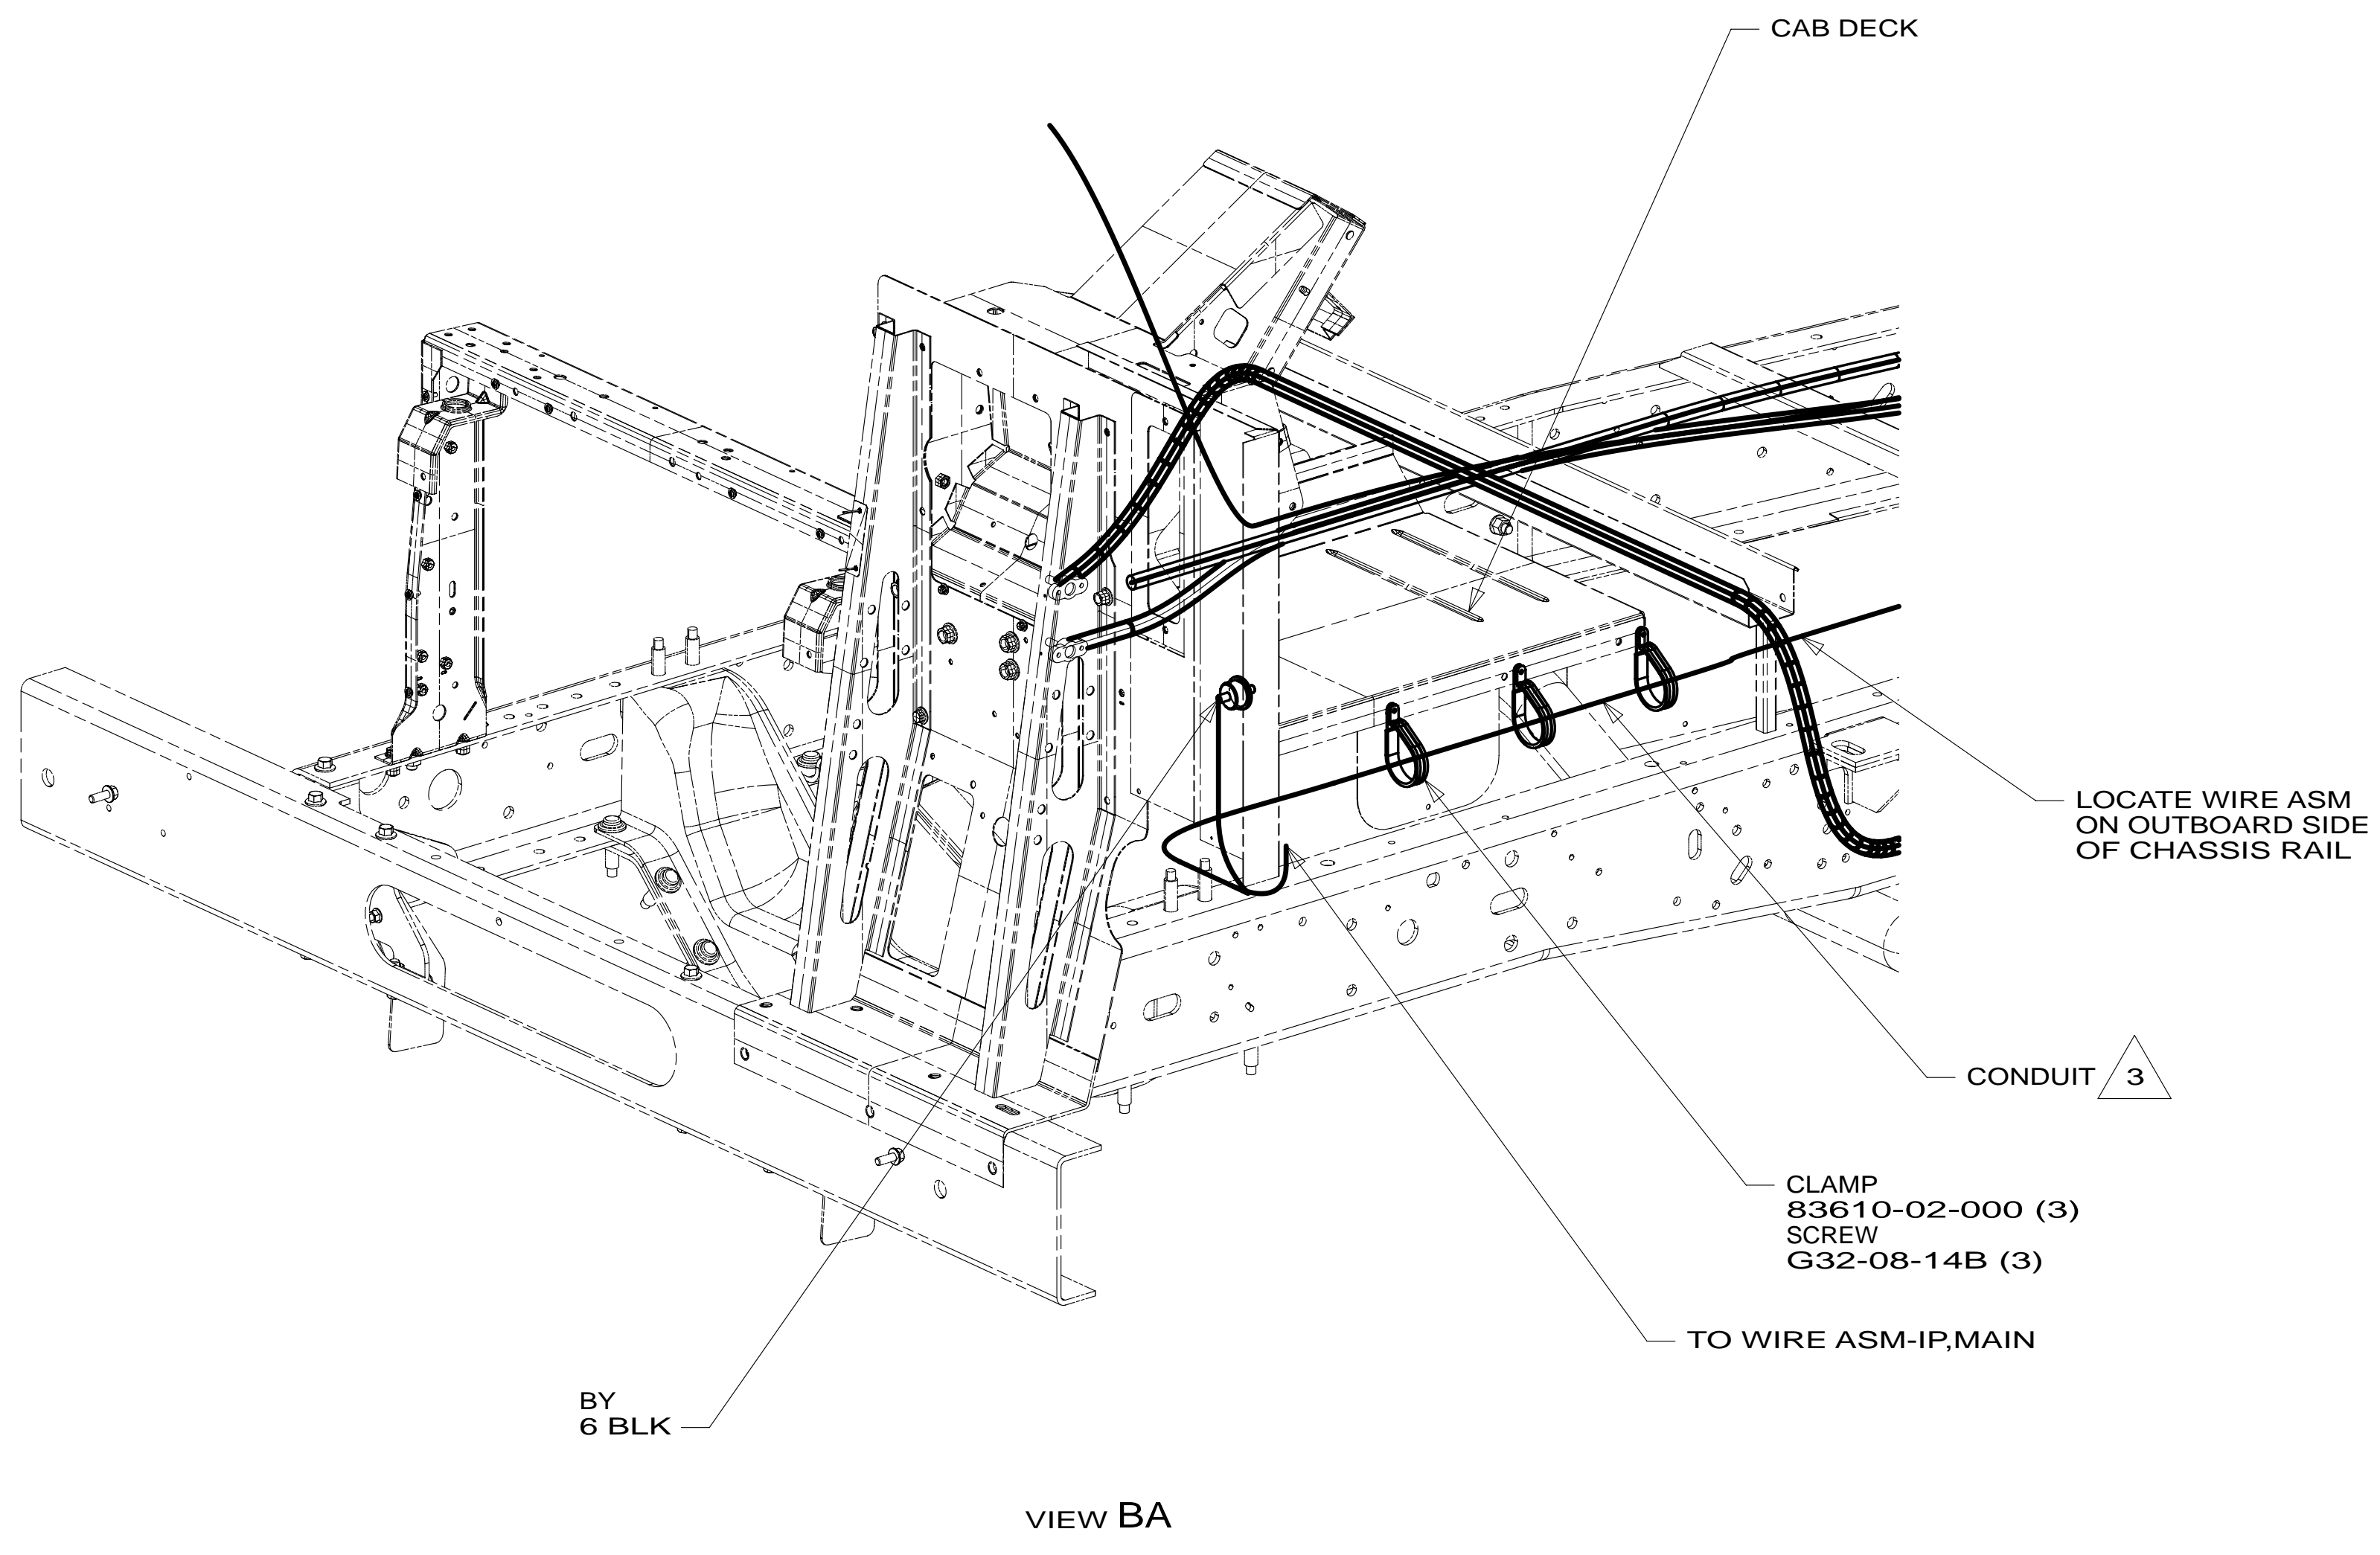 CAB DECK
LOCATE WIRE ASM
ON OUTBOARD SIDE
OF CHASSIS RAIL
CONDUIT 3
CLAMP
83610-02-000 (3)
SCREW
G32-08-14B (3)
TO WIRE ASM-IP,MAIN
BY
6 BLK
VIEW BA